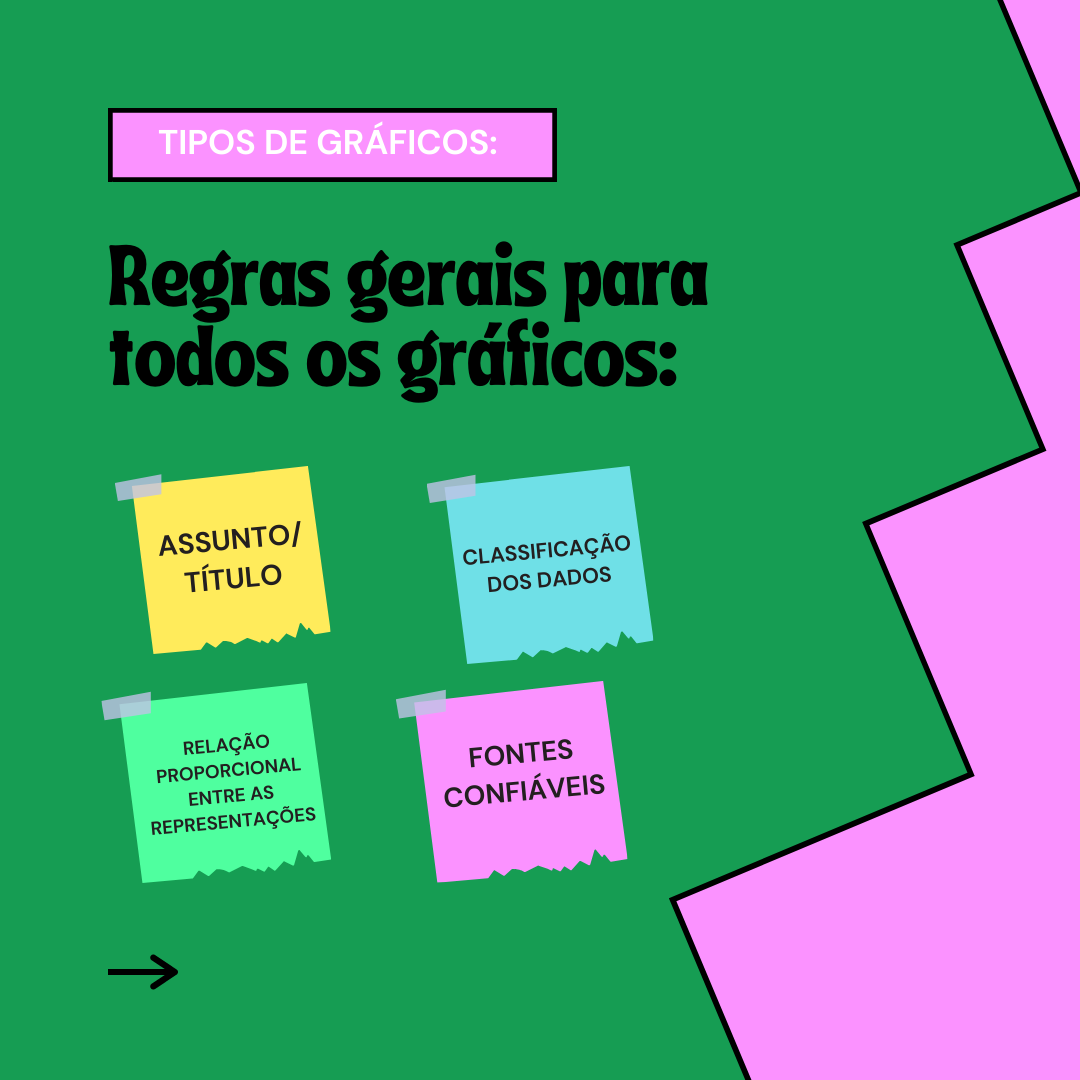 TIPOS DE GRÁFICOS:
Regras gerais para
todos os gráficos:
ASSUNTO/
TÍTULO
CLASSIFICAÇÃO
DOS DADOS
RELAÇÃO
PROPORCIONAL
ENTRE AS
REPRESENTAÇÕES
FONTES
CONFIÁVEIS